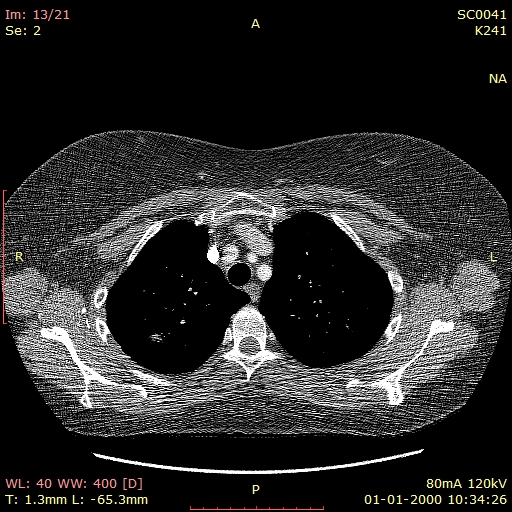 Im: 13/21
Se: 2
A
SC0041
K241
NA
R
L
WL: 40 WW: 400 [D]
T: 1.3mm L: -65.3mm
P
80mA 120kV
01-01-2000 10:34:26